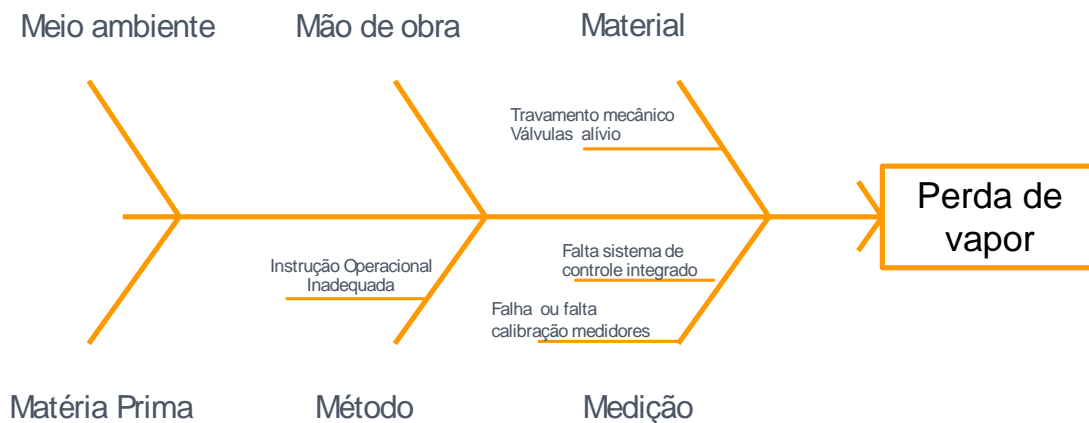 Meio ambiente
Mão de obra
Material
Travamento mecânico
Válvulas alívio
Perda de
vapor
Instrução Operacional
Inadequada
Falta sistema de
controle integrado
Falha ou falta
calibração medidores
Matéria Prima
Método
Medição